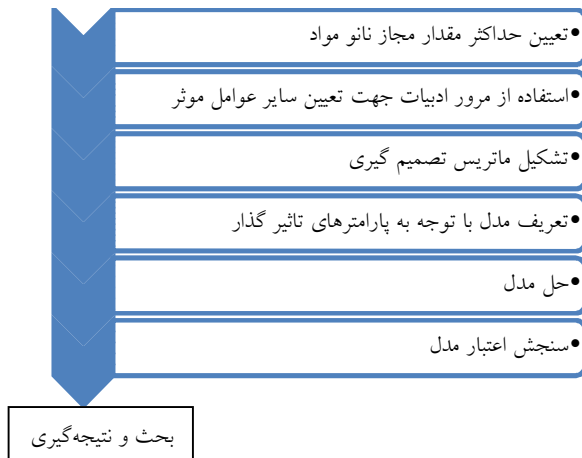 •تعیین حداکثر مقدار مجاز نانو مواد
•استفاده از مرور ادبیات جهت تعیین سایر عوامل موثر
•تشکیل ماتریس تصمیم گیری
•تعریف مدل با توجه به پارامترهای تاثیر گذار
•حل مدل
•سنجش اعتبار مدل
بحث و نتیجه‌گیری